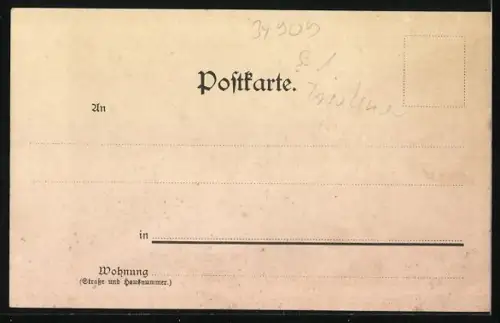 34909
Postkarte.
An
in
Wohnung
(Straße und Hausnummer.)